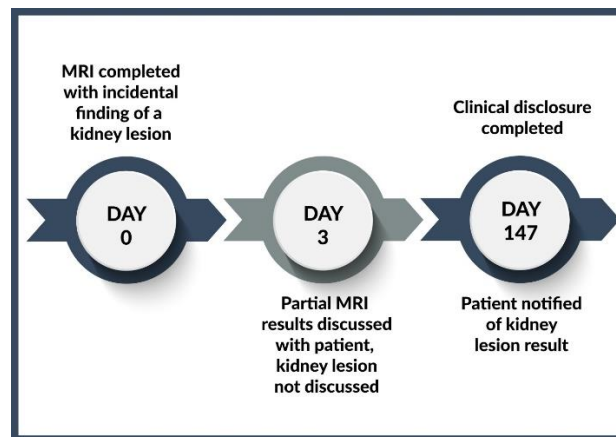 MRI completed
with incidental
finding of a
kidney lesion
DAY
0
DAY
3
Partial MRI
results discussed
with patient,
kidney lesion
not discussed
Clinical disclosure
completed
DAY
147
Patient notified
of kidney
lesion result